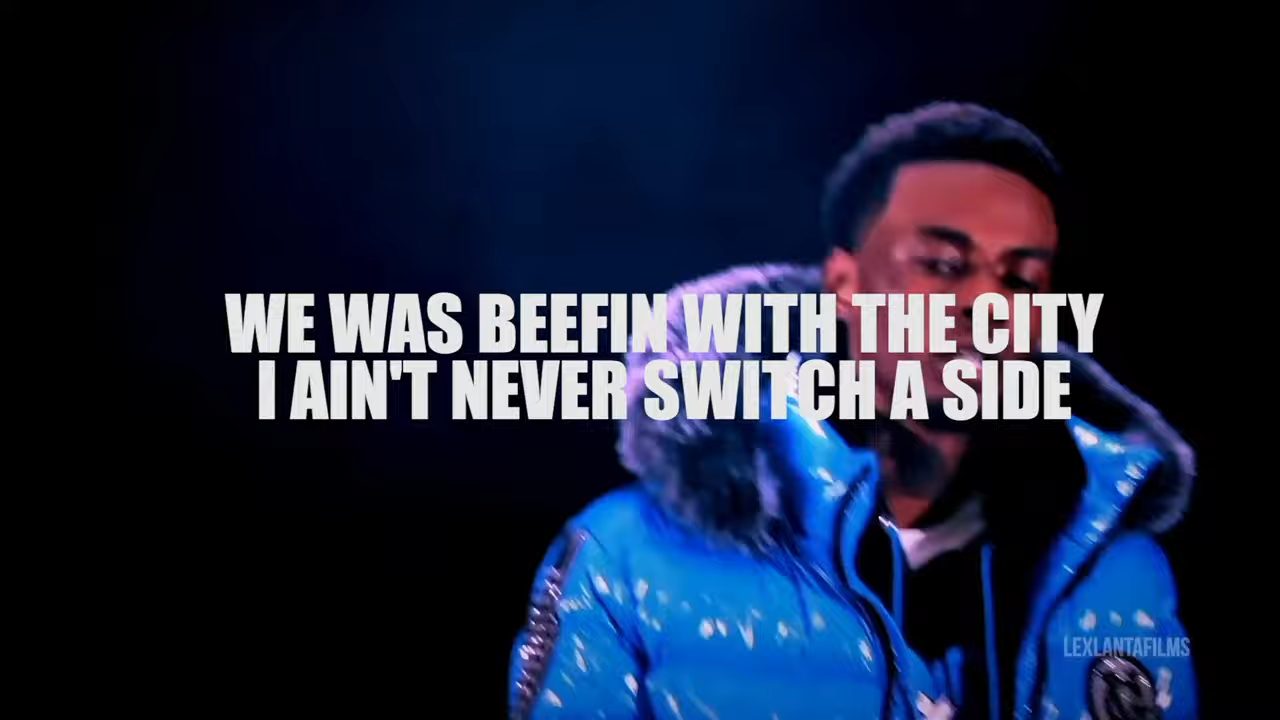 WE WAS BEEFIN WITH THE CITY
I AIN'T NEVER SWITCH A SIDE
LEXLANTAFILMS